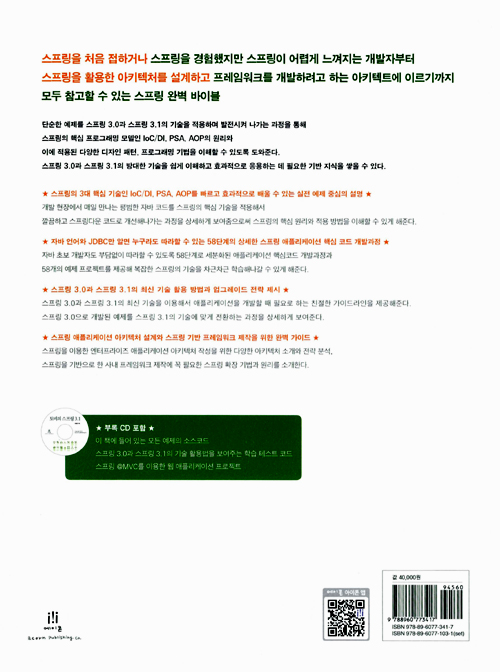 스프링을 처음 접하거나 스프링을 경험했지만 스프링이 어렵게 느껴지는 개발자부터
스프링을 활용한 아키텍처를 설계하고 프레임워크를 개발하려고 하는 아키텍트에 이르기까지
모두 참고할 수 있는 스프링 완벽 바이블
단순한 예제를 스프링 3.0과 스프링 3.1의 기술을 적용하며 발전시켜 나가는 과정을 통해
스프링의 핵심 프로그래밍 모델인 IoC/DI, PSA, AOP의 원리와
이에 적용된 다양한 디자인 패턴, 프로그래밍 기법을 이해할 수 있도록 도와준다.
스프링 3.0과 스프링 3.1의 방대한 기술을 쉽게 이해하고 효과적으로 응용하는 데 필요한 기반 지식을 쌓을 수 있다.
★ 스프링의 3대 핵심 기술인 IoC/DI, PSA, AOP를 빠르고 효과적으로 배울 수 있는 실전 예제 중심의 설명 ★
개발 현장에서 매일 만나는 평범한 자바 코드를 스프링의 기술을 적용해서
깔끔하고 스프링다운 코드로 개선해나가는 과정을 상세하게 보여줌으로써 스프링의 핵심 원리와 적용 방법을 이해할 수 있게 해준다.
★ 자바 언어와 JDBC만 알면 누구라도 따라할 수 있는 58단계의 상세한 스프링 애플리케이션 핵심 코드 개발과정 ★
자바 초보 개발자도 부담없이 따라할 수 있도록 58단계로 세분화된 애플리케이션 핵심코드 개발과정과
58개의 예제 프로젝트를 제공해 복잡한 스프링의 기술을 차근차근 학습해나갈 수 있게 해준다.
★ 스프링 3.0과 스프링 3.1의 최신 기술 활용 방법과 업그레이드 전략 제시 ★
스프링 3.0과 스프링 3.1의 최신 기술을 이용해서 애플리케이션을 개발할 때 필요로 하는 친절한 가이드라인을 제공해준다.
스프링 3.0으로 개발된 예제를 스프링 3.1의 기술에 맞게 전환하는 과정을 상세하게 보여준다.
★ 스프링 애플리케이션 아키텍처 설계와 스프링 기반 프레임워크 제작을 위한 완벽 가이드 ★
스프링을 이용한 엔터프라이즈 애플리케이션 아키텍처 작성을 위한 다양한 아키텍처 소개와 전략 분석,
스프링을 기반으로 한 사내 프레임워크 제작에 꼭 필요한 스프링 확장 기법과 원리를 소개한다.
토비의 스프링 3.1
★ 부록 CD 포함 ★
이 책에 들어 있는 모든 예제의 소스코드
스프링 3.0과 스프링 3.1의 기술 활용법을 보여주는 학습 테스트 코드
스프링 @MVC를 이용한 웹 애플리케이션 프로젝트
에이콘
acorn publishing co.
에이콘 아이폰 앱
값 40,000원
94560
9 788960 773417
ISBN 978-89-6077-341-7
ISBN 978-89-6077-103-1(set)